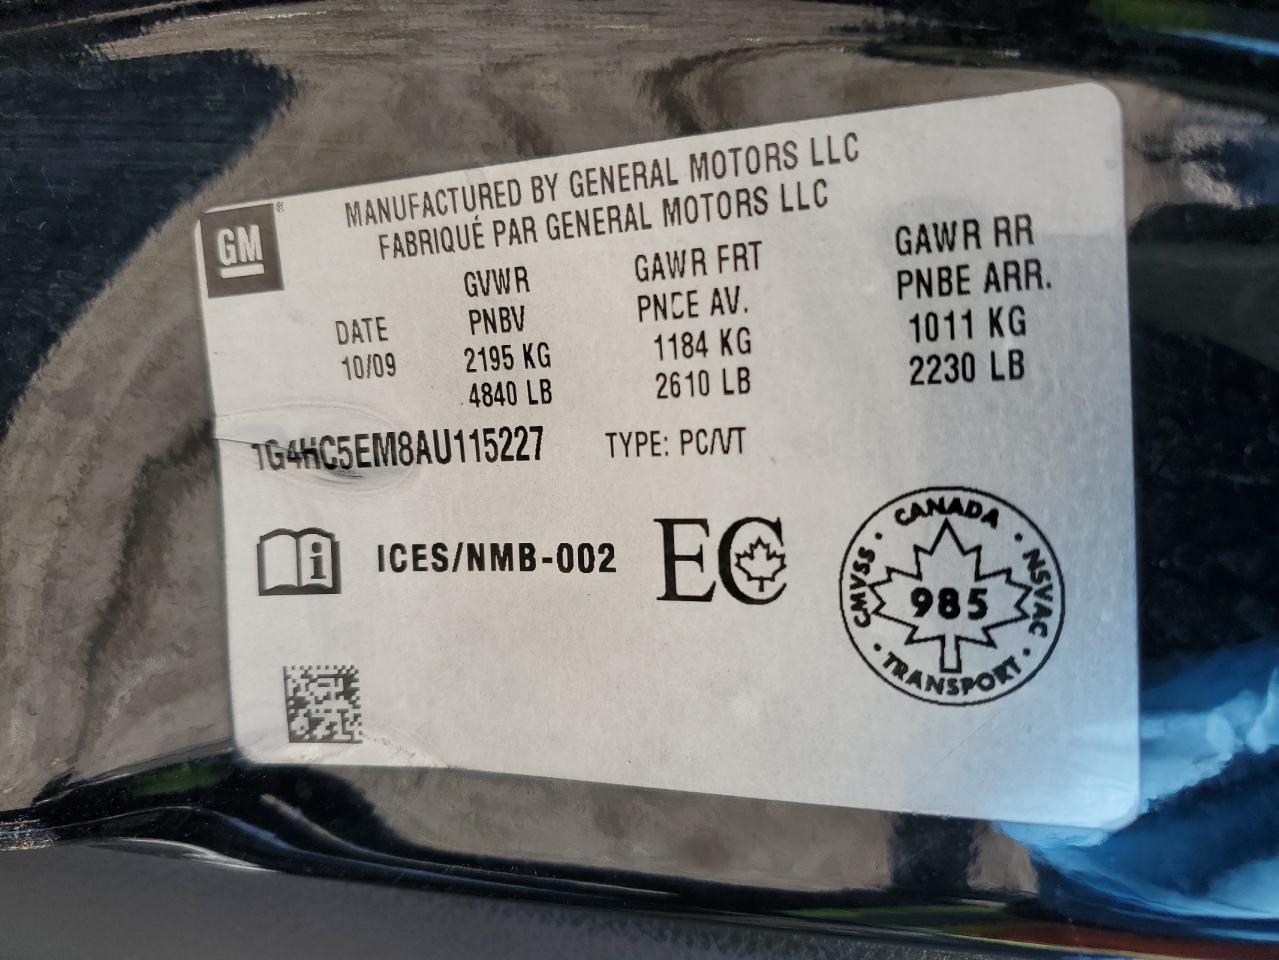 GM®
MANUFACTURED BY GENERAL MOTORS LLC
FABRIQUÉ PAR GENERAL MOTORS LLC
DATE
10/09
GVWR
PNBV
2195 KG
4840 LB
GAWR FRT
PNCE AV.
1184 KG
2610 LB
GAWR RR
PNBE ARR.
1011 KG
2230 LB
1G4HC5EM8AU115227 TYPE: PC/VT
i ICES/NMB-002 EC
CANADA
CMVSS 985 NSVAC
TRANSPORT